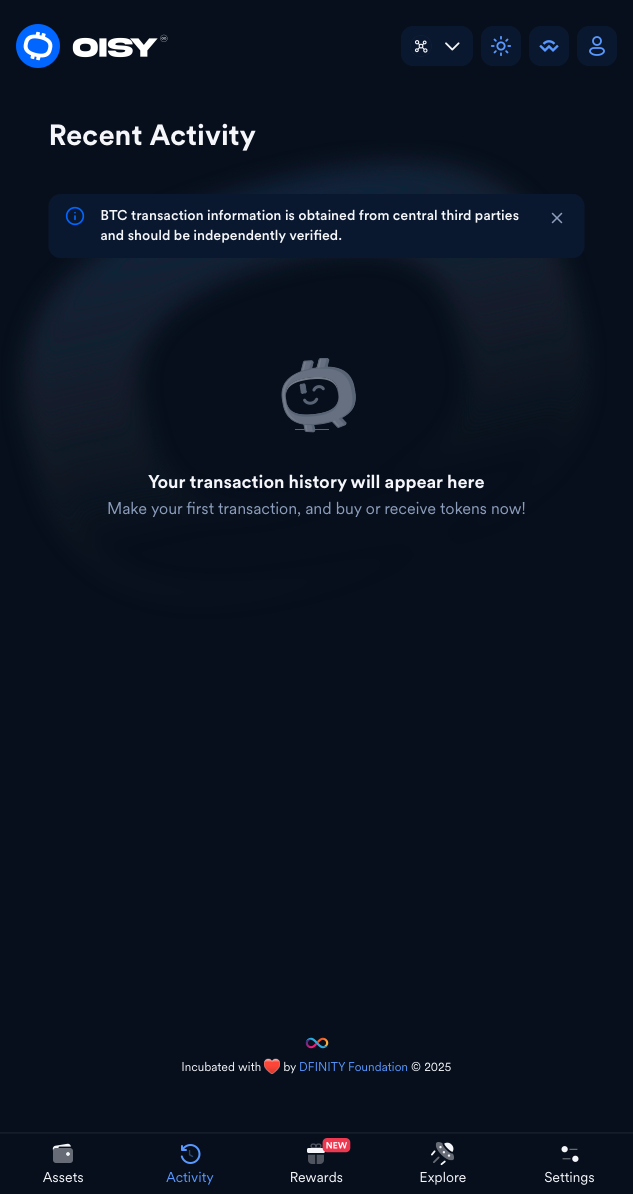 OISY
Recent Activity
BTC transaction information is obtained from central third parties
and should be independently verified.
Your transaction history will appear here
Make your first transaction, and buy or receive tokens now!
Incubated with ❤️ by DFINITY Foundation © 2025
NEW
Assets
Activity
Rewards
Explore
Settings